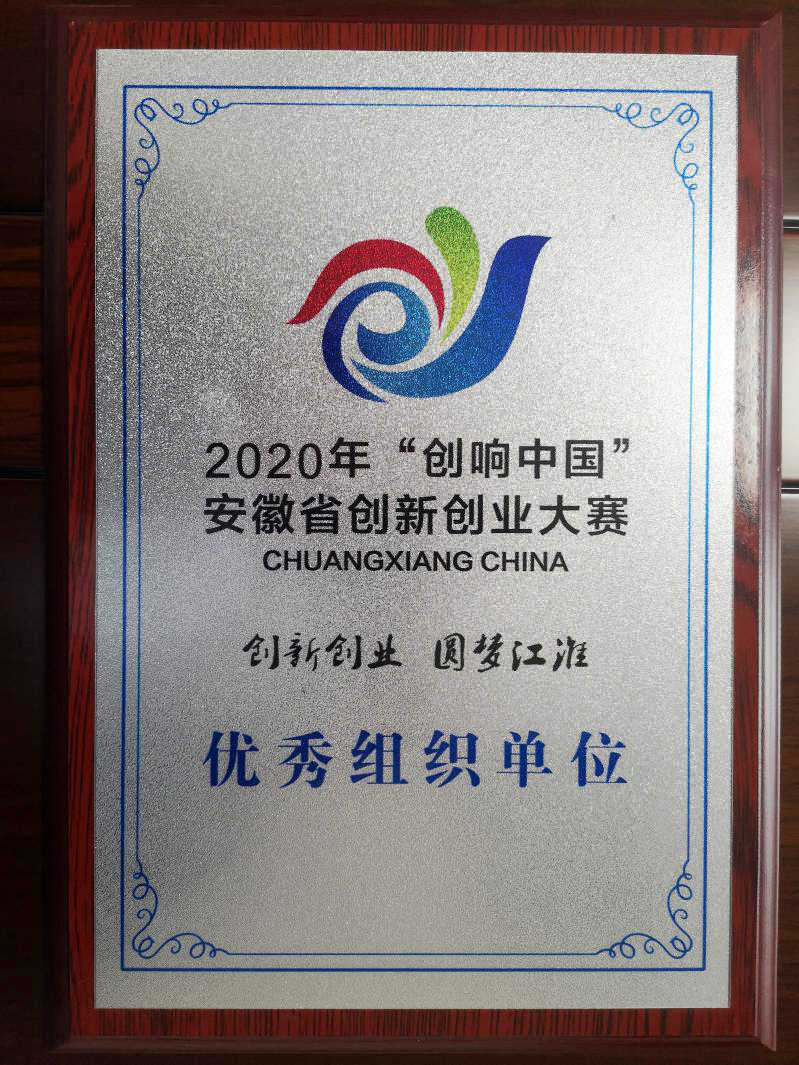 2020年“创响中国”
安徽省创新创业大赛
CHUANGXIANG CHINA
创新创业 圆梦江淮
优秀组织单位